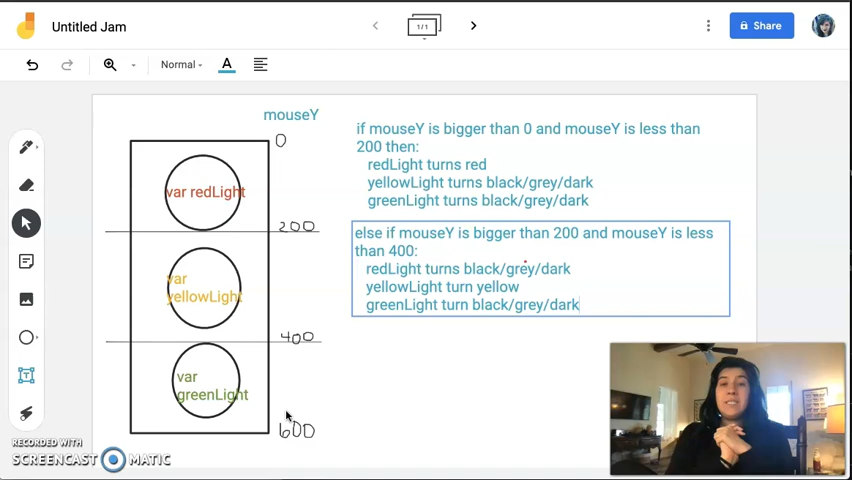 Untitled Jam
1/1
Share
Normal
A
mouseY
0
if mouseY is bigger than 0 and mouseY is less than
200 then:
redLight turns red
yellowLight turns black/grey/dark
greenLight turns black/grey/dark
var redLight
200
else if mouseY is bigger than 200 and mouseY is less
than 400:
redLight turns black/grey/dark
yellowLight turn yellow
greenLight turn black/grey/dark
var
yellowLight
400
var
greenLight
600
T
RECORDED WITH
SCREENCAST MATIC